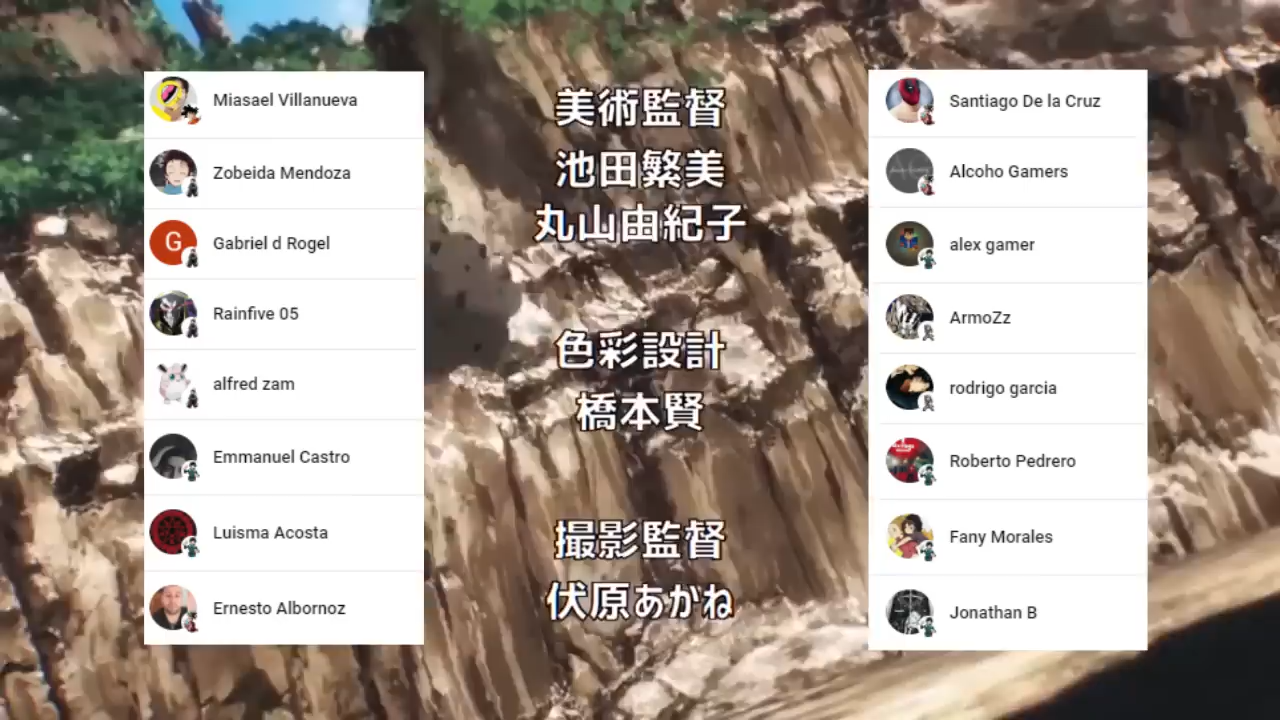 Miasael Villanueva
Zobeida Mendoza
G
Gabriel d Rogel
Rainfive 05
alfred zam
Emmanuel Castro
Luisma Acosta
Ernesto Albornoz
美術監督
池田繁美
丸山由紀子
色彩設計
橋本賢
撮影監督
伏原あかね
Santiago De la Cruz
Alcoho Gamers
alex gamer
ArmoZz
rodrigo garcia
Roberto Pedrero
Fany Morales
Jonathan B